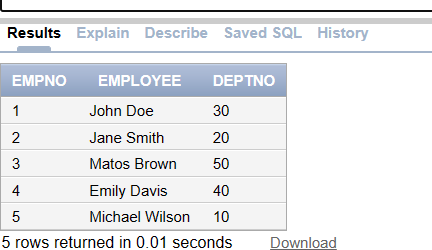 Results Explain Describe Saved SQL History
EMPNO EMPLOYEE DEPTNO
1 John Doe 30
2 Jane Smith 20
3 Matos Brown 50
4 Emily Davis 40
5 Michael Wilson 10
5 rows returned in 0.01 seconds Download